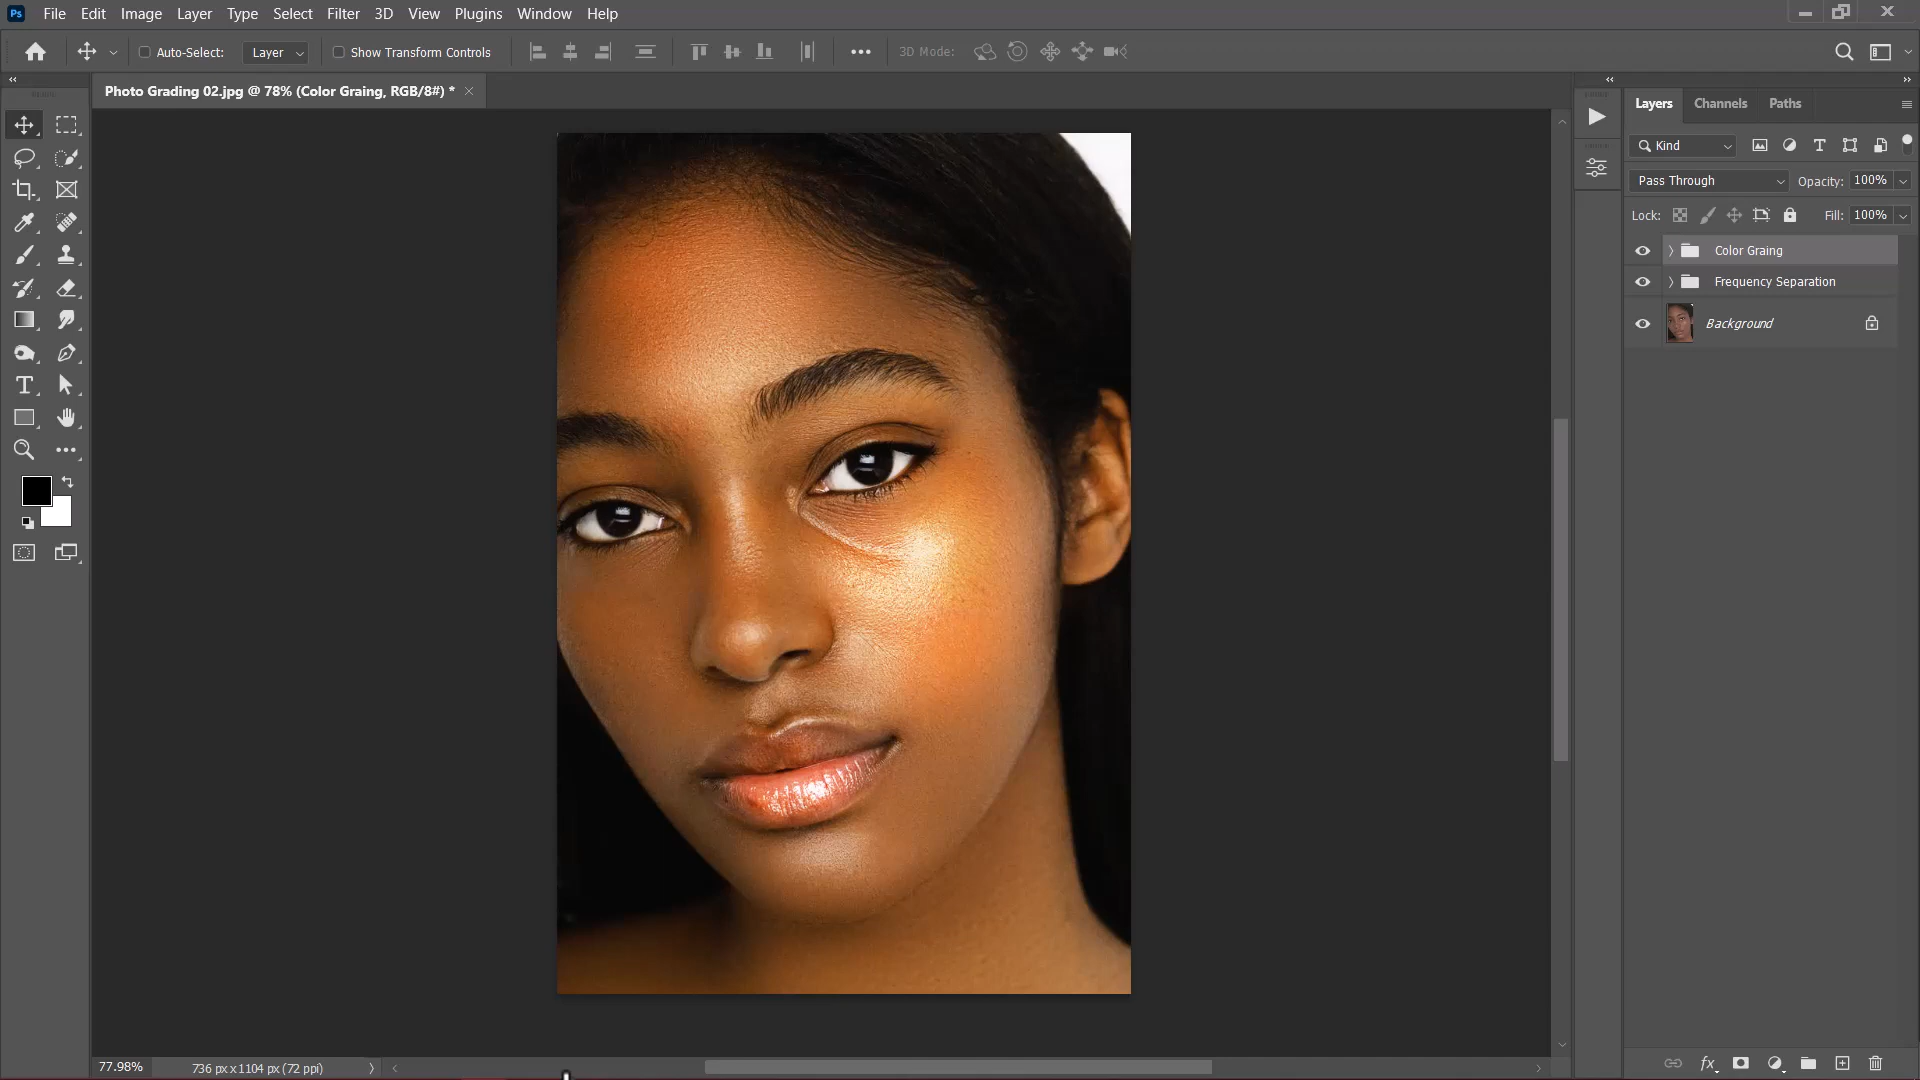 Ps File Edit Image Layer Type Select Filter 3D View Plugins Window Help
Auto-Select: Layer Show Transform Controls 3D Mode:
Photo Grading 02.jpg @ 78% (Color Graing, RGB/8#) *
Layers Channels Paths
Kind
Pass Through Opacity: 100%
Lock: Fill: 100%
Color Graing
Frequency Separation
Background
77.98% 736 px x 1104 px (72 ppi)
fx